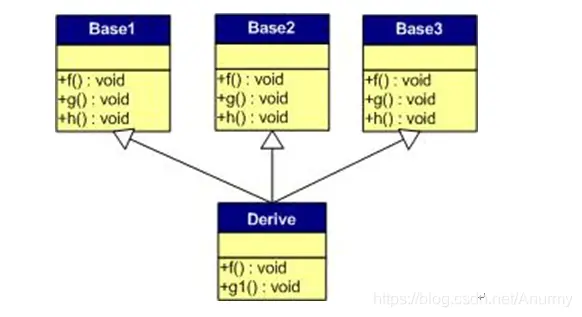 Base1
+f() : void
+g() : void
+h() : void
Base2
+f() : void
+g() : void
+h() : void
Base3
+f() : void
+g() : void
+h() : void
Derive
+f() : void
+g1() : void
https://blog.csdn.net/Anurmy